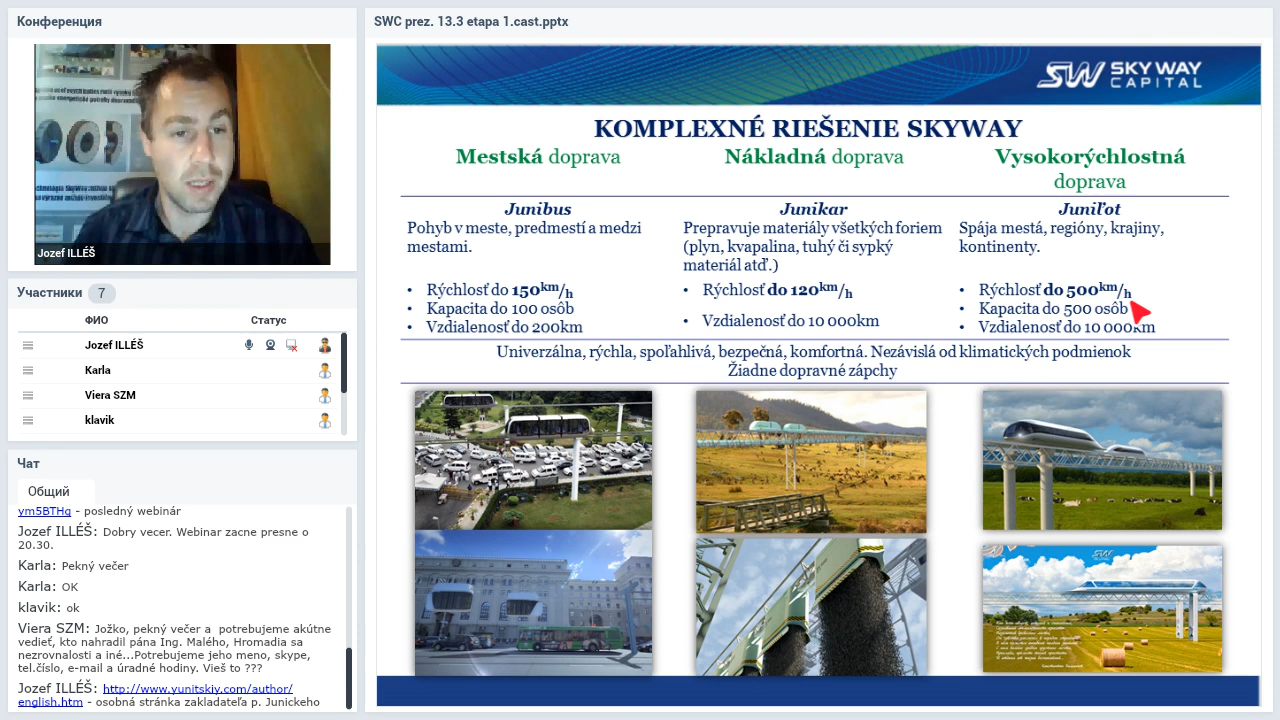 Конференция
Jozef ILLÉŠ
Участники 7
ФИО Статус
Jozef ILLÉŠ
Karla
Viera SZM
klavik
Чат
Общий
vm5BTHq - posledný webinár
Jozef ILLÉŠ: Dobry vecer. Webinar zacne presne o
20.30.
Karla: Pekný večer
Karla: OK
klavik: ok
Viera SZM: Jožko, pekný večer a potrebujeme akútne
vedieť, kto nahradil pána Ing. Malého, Hromadia sa
nezrovnalosti a iné...Potrebujeme jeho meno, skype,
tel.číslo, e-mail a úradné hodiny. Vieš to ???
Jozef ILLÉŠ: http://www.yunitskiy.com/author/
english.htm - osobná stránka zakladateľa p. Junickeho
SWC prez. 13.3 etapa 1.cast.pptx
SW SKY WAY
CAPITAL
KOMPLEXNÉ RIEŠENIE SKYWAY
Mestská doprava
Nákladná doprava
Vysokorýchlostná
doprava
Junibus
Pohyb v meste, predmestí a medzi
mestami.
• Rýchlosť do 150km/h
• Kapacita do 100 osôb
• Vzdialenosť do 200km
Junikar
Prepravuje materiály všetkých foriem
(plyn, kvapalina, tuhý či sypký
materiál atď.)
• Rýchlosť do 120km/h
• Vzdialenosť do 10 000km
Juniľot
Spája mestá, regióny, krajiny,
kontinenty.
• Rýchlosť do 500km/h
• Kapacita do 500 osôb
• Vzdialenosť do 10 000km
Univerzálna, rýchla, spoľahlivá, bezpečná, komfortná. Nezávislá od klimatických podmienok
Žiadne dopravné zápchy